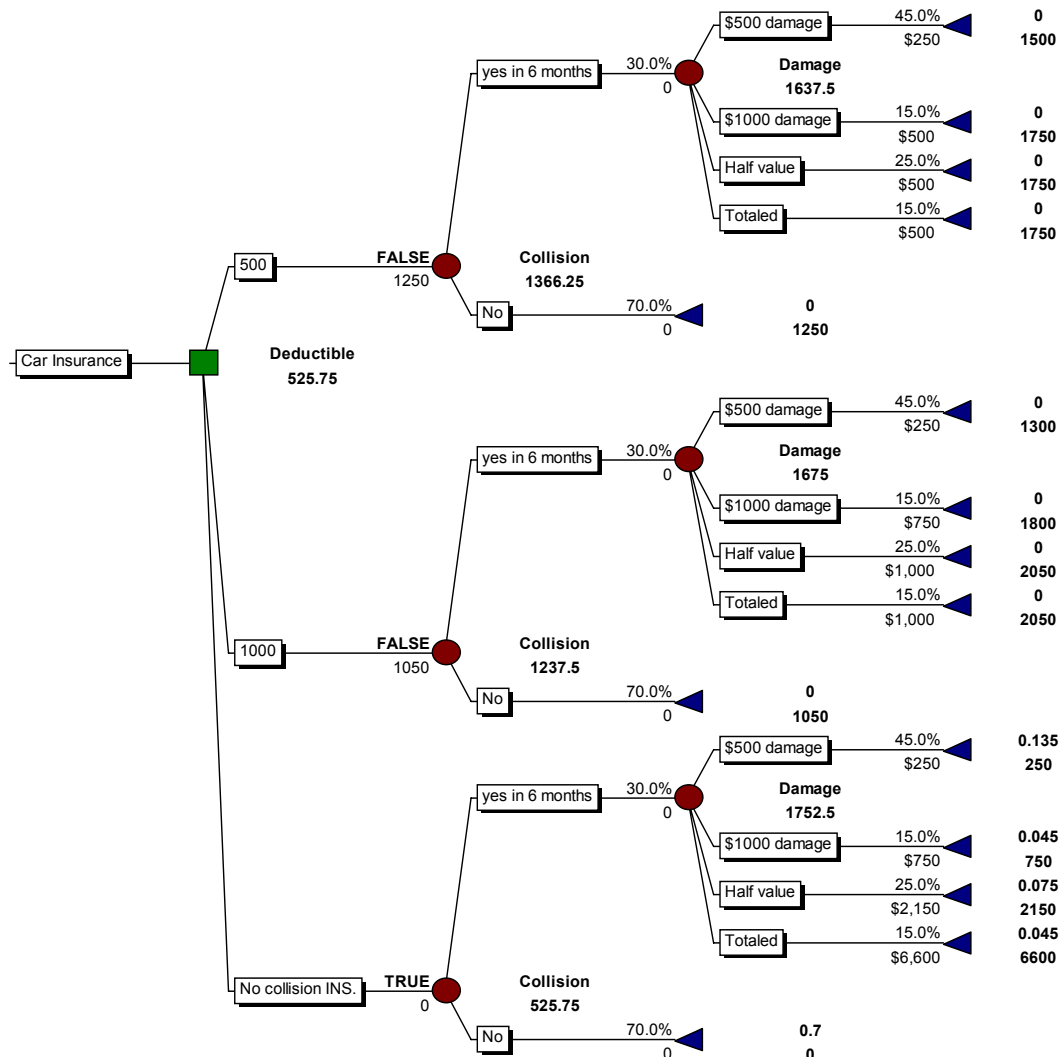 $500 damage 45.0% 0
$250 1500
yes in 6 months 30.0% Damage
0 1637.5
$1000 damage 15.0% 0
$500 1750
Half value 25.0% 0
$500 1750
Totaled 15.0% 0
$500 1750
500 FALSE Collision
1250 1366.25
No 70.0% 0
0 1250
Car Insurance Deductible
525.75
$500 damage 45.0% 0
$250 1300
yes in 6 months 30.0% Damage
0 1675
$1000 damage 15.0% 0
$750 1800
Half value 25.0% 0
$1,000 2050
Totaled 15.0% 0
$1,000 2050
1000 FALSE Collision
1050 1237.5
No 70.0% 0
0 1050
$500 damage 45.0% 0.135
$250 250
yes in 6 months 30.0% Damage
0 1752.5
$1000 damage 15.0% 0.045
$750 750
Half value 25.0% 0.075
$2,150 2150
Totaled 15.0% 0.045
$6,600 6600
No collision INS. TRUE Collision
0 525.75
No 70.0% 0.7
0 0